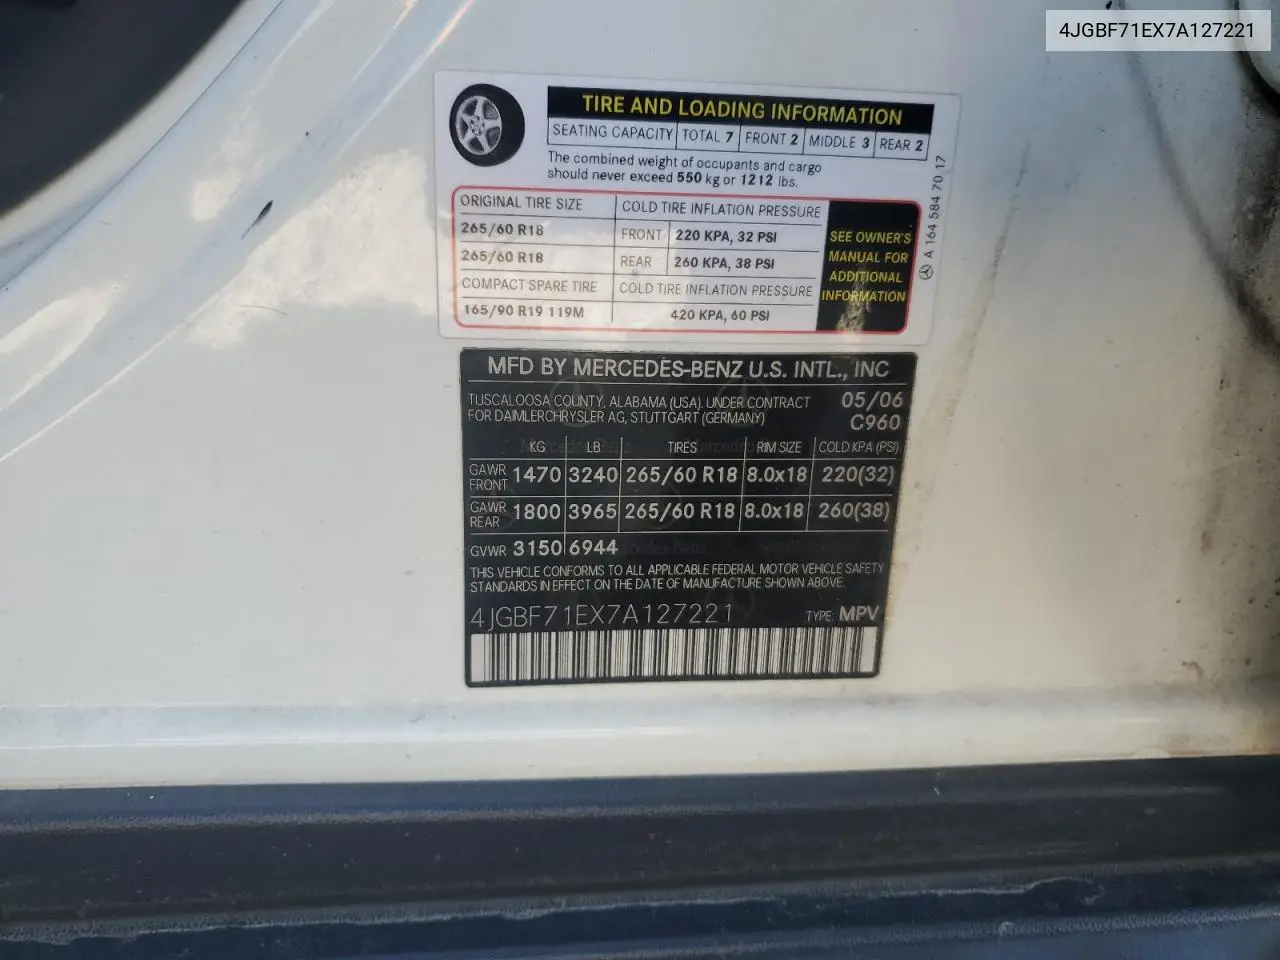 4JGBF71EX7A127221
TIRE AND LOADING INFORMATION
SEATING CAPACITY TOTAL 7 FRONT 2 MIDDLE 3 REAR 2
The combined weight of occupants and cargo
should never exceed 550 kg or 1212 lbs.
ORIGINAL TIRE SIZE COLD TIRE INFLATION PRESSURE
265/60 R18 FRONT 220 KPA, 32 PSI
265/60 R18 REAR 260 KPA, 38 PSI
COMPACT SPARE TIRE COLD TIRE INFLATION PRESSURE
165/90 R19 119M 420 KPA, 60 PSI
SEE OWNER'S
MANUAL FOR
ADDITIONAL
INFORMATION
A 164 584 70 17
MFD BY MERCEDES-BENZ U.S. INTL., INC
TUSCALOOSA COUNTY, ALABAMA (USA). UNDER CONTRACT 05/06
FOR DAIMLERCHRYSLER AG, STUTTGART (GERMANY) C960
KG LB TIRES RIM SIZE COLD KPA (PSI)
GAWR FRONT 1470 3240 265/60 R18 8.0x18 220(32)
GAWR REAR 1800 3965 265/60 R18 8.0x18 260(38)
GVWR 3150 6944
THIS VEHICLE CONFORMS TO ALL APPLICABLE FEDERAL MOTOR VEHICLE SAFETY
STANDARDS IN EFFECT ON THE DATE OF MANUFACTURE SHOWN ABOVE.
4JGBF71EX7A127221 TYPE: MPV